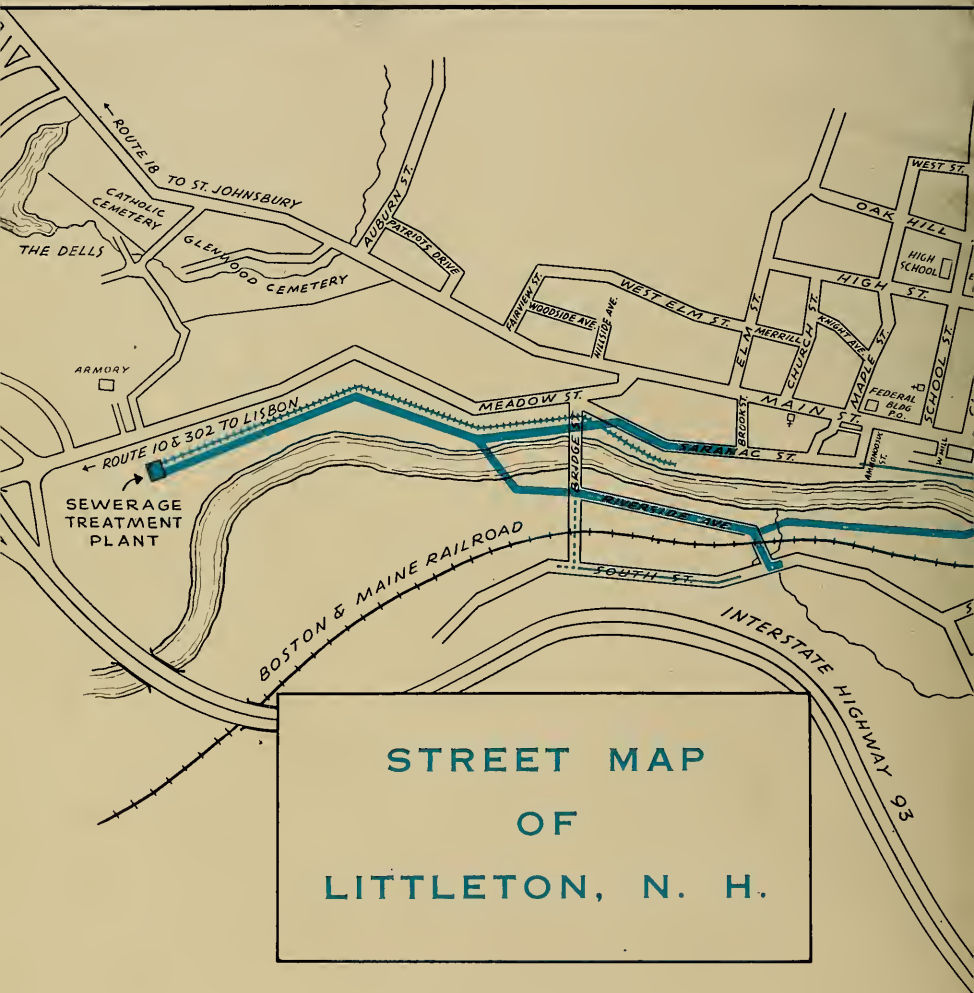 ← ROUTE 18 TO ST. JOHNSBURY
CATHOLIC
CEMETERY
THE DELLS
GLENWOOD CEMETERY
AUBURN ST.
PATRIOTS DRIVE
WEST ST.
OAK HILL
HIGH
SCHOOL
HIGH ST.
FAIRVIEW ST.
WOODSIDE AVE.
HILLSIDE AVE.
WEST ELM ST.
ELM ST.
MERRILL
CHURCH ST.
KNIGHT AVE.
MAPLE ST.
SCHOOL ST.
FEDERAL
BLDG
P.O.
ARMORY
MEADOW ST.
MAIN ST.
BROOK ST.
AMMONOOSUC
ST.
W MILL
← ROUTE 10 & 302 TO LISBON
SARANAC ST.
BRIDGE ST.
RIVERSIDE AVE.
SEWERAGE
TREATMENT
PLANT
BOSTON & MAINE RAILROAD
SOUTH ST.
INTERSTATE HIGHWAY 93
STREET MAP
OF
LITTLETON, N. H.